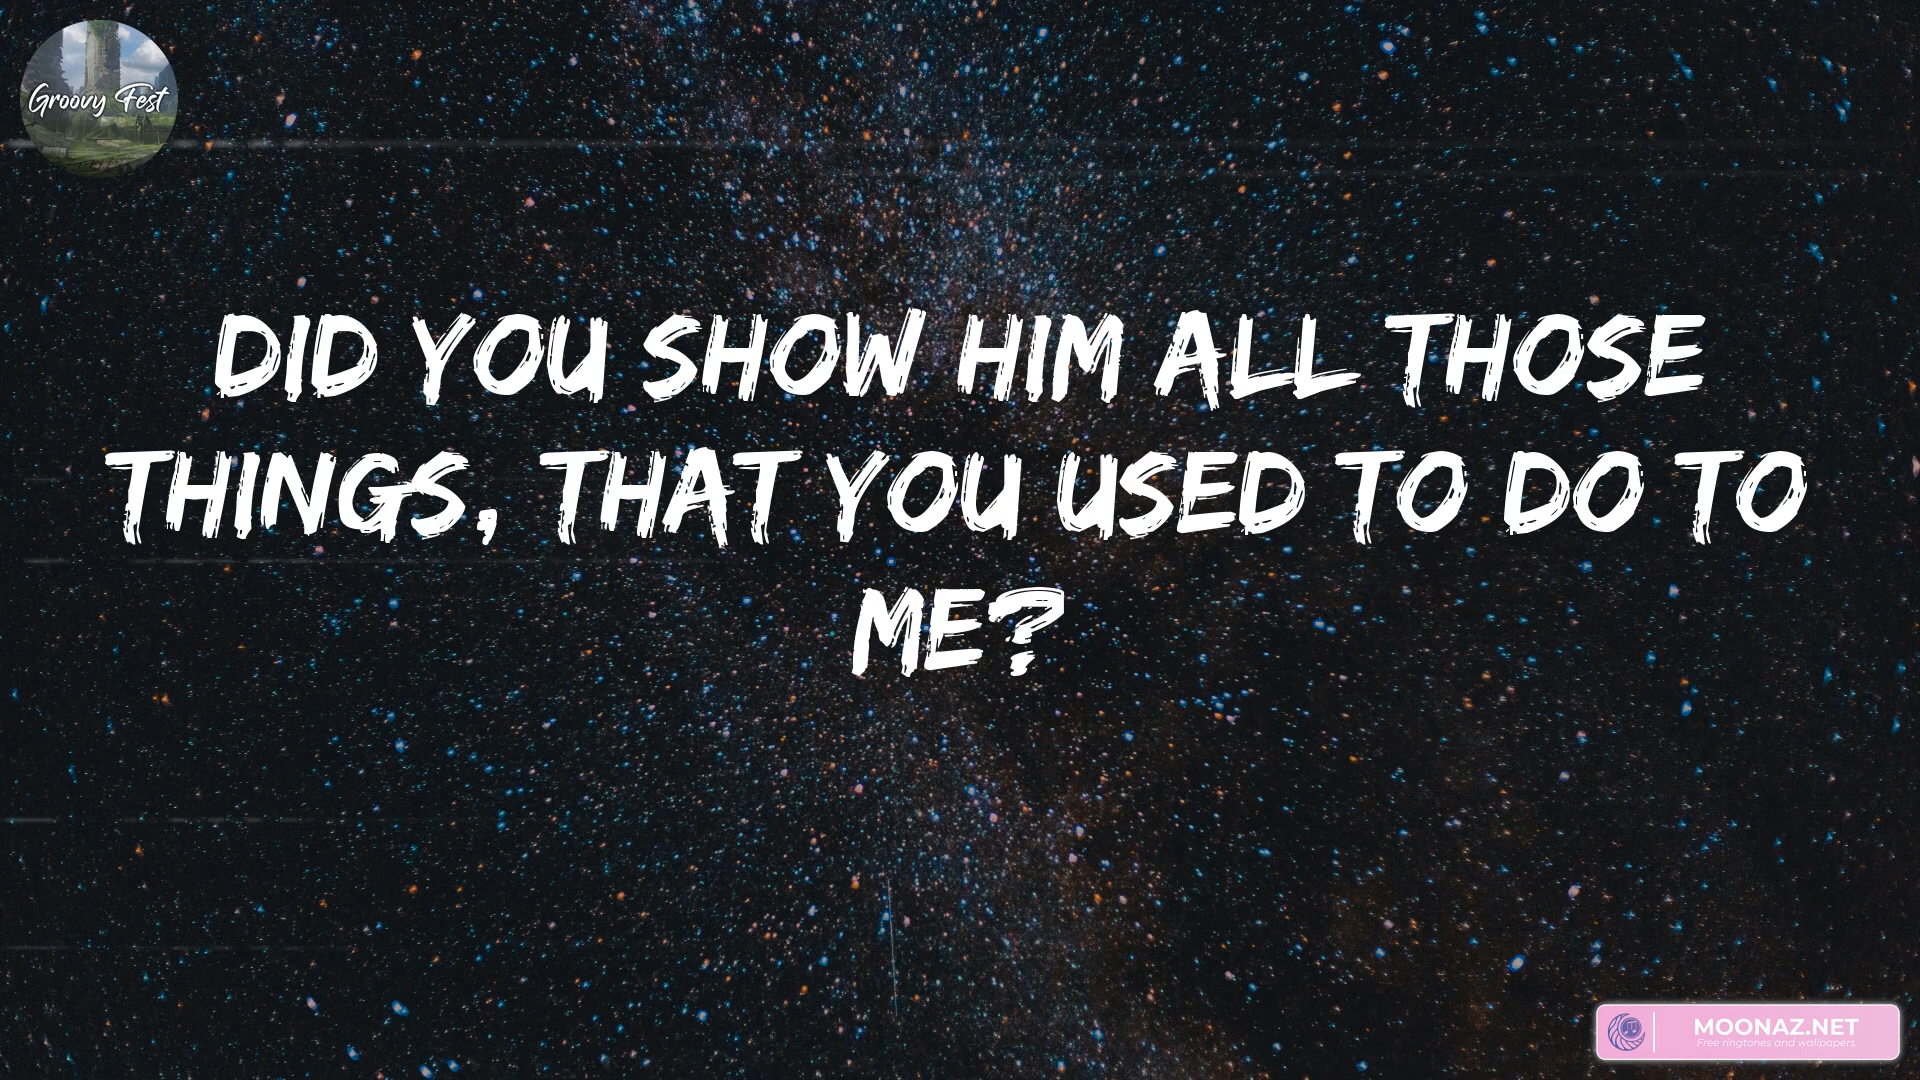 Groovy Fest
DID YOU SHOW HIM ALL THOSE
THINGS, THAT YOU USED TO DO TO
ME?
MOONAZ.NET
Free ringtones and wallpapers